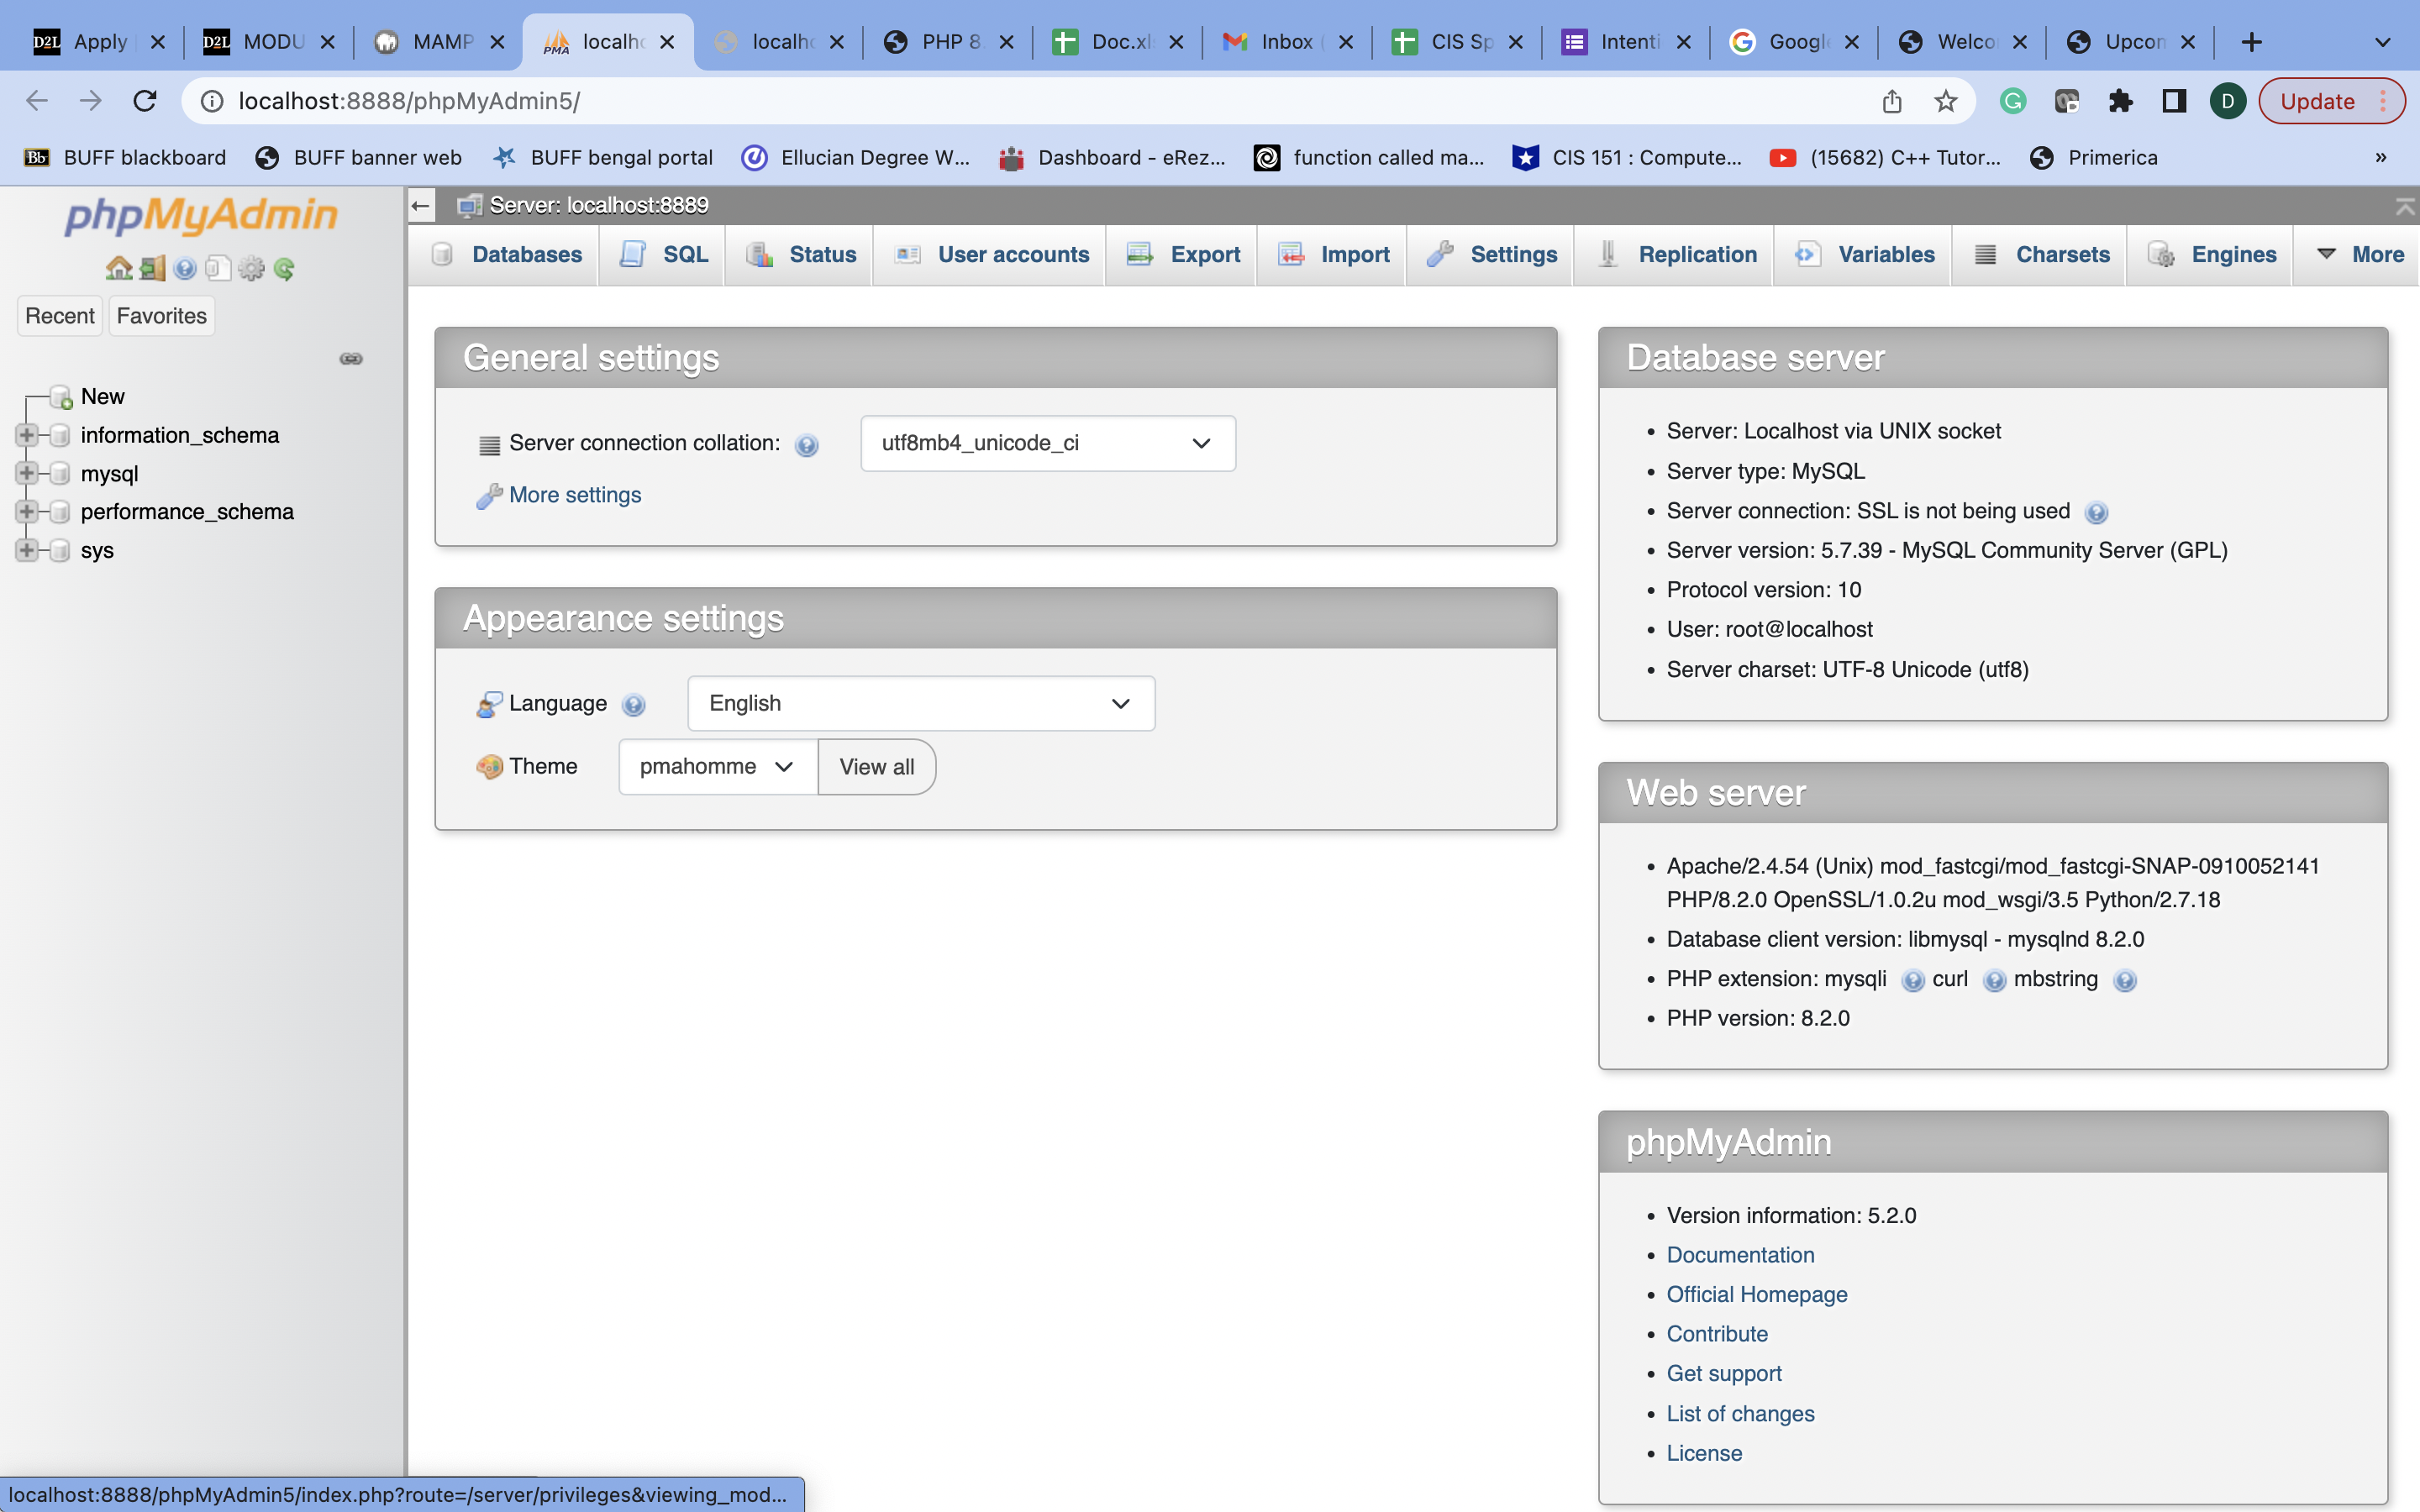 D2L Apply
D2L MODU
MAMP
PMA localho
localho
PHP 8.
Doc.xl
Inbox (
CIS Sp
Intenti
Google
Welco
Upcon
localhost:8888/phpMyAdmin5/
D
Update
Bb BUFF blackboard
BUFF banner web
BUFF bengal portal
Ellucian Degree W...
Dashboard - eRez...
function called ma...
CIS 151 : Compute...
(15682) C++ Tutor...
Primerica
»
phpMyAdmin
Recent
Favorites
New
information_schema
mysql
performance_schema
sys
Server: localhost:8889
Databases
SQL
Status
User accounts
Export
Import
Settings
Replication
Variables
Charsets
Engines
More
General settings
Server connection collation:
utf8mb4_unicode_ci
More settings
Appearance settings
Language
English
Theme
pmahomme
View all
Database server
• Server: Localhost via UNIX socket
• Server type: MySQL
• Server connection: SSL is not being used
• Server version: 5.7.39 - MySQL Community Server (GPL)
• Protocol version: 10
• User: root@localhost
• Server charset: UTF-8 Unicode (utf8)
Web server
• Apache/2.4.54 (Unix) mod_fastcgi/mod_fastcgi-SNAP-0910052141
PHP/8.2.0 OpenSSL/1.0.2u mod_wsgi/3.5 Python/2.7.18
• Database client version: libmysql - mysqlnd 8.2.0
• PHP extension: mysqli curl mbstring
• PHP version: 8.2.0
phpMyAdmin
• Version information: 5.2.0
• Documentation
• Official Homepage
• Contribute
• Get support
• List of changes
• License
localhost:8888/phpMyAdmin5/index.php?route=/server/privileges&viewing_mod...